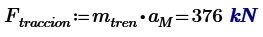 F_traccion := m_tren • a_M = 376 kN